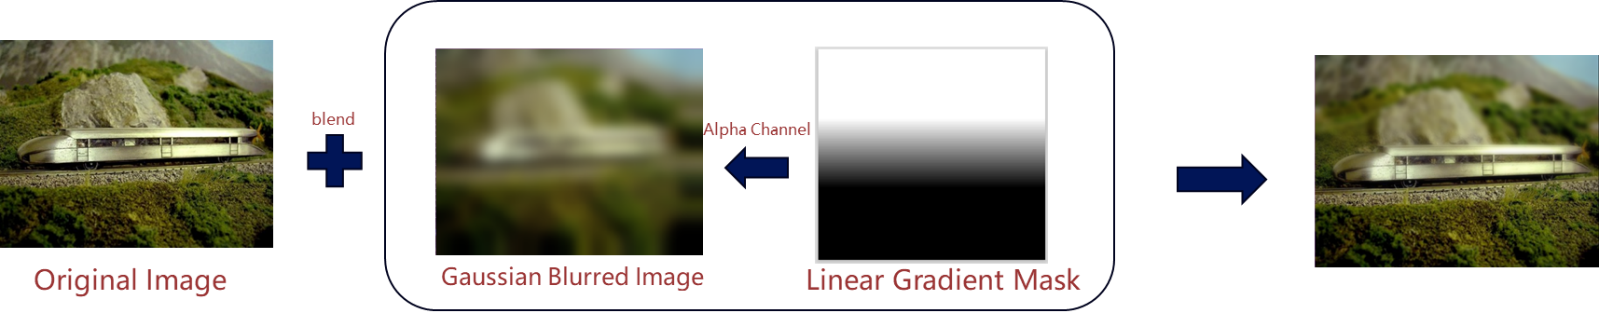 blend
Alpha Channel
Original Image
Gaussian Blurred Image
Linear Gradient Mask